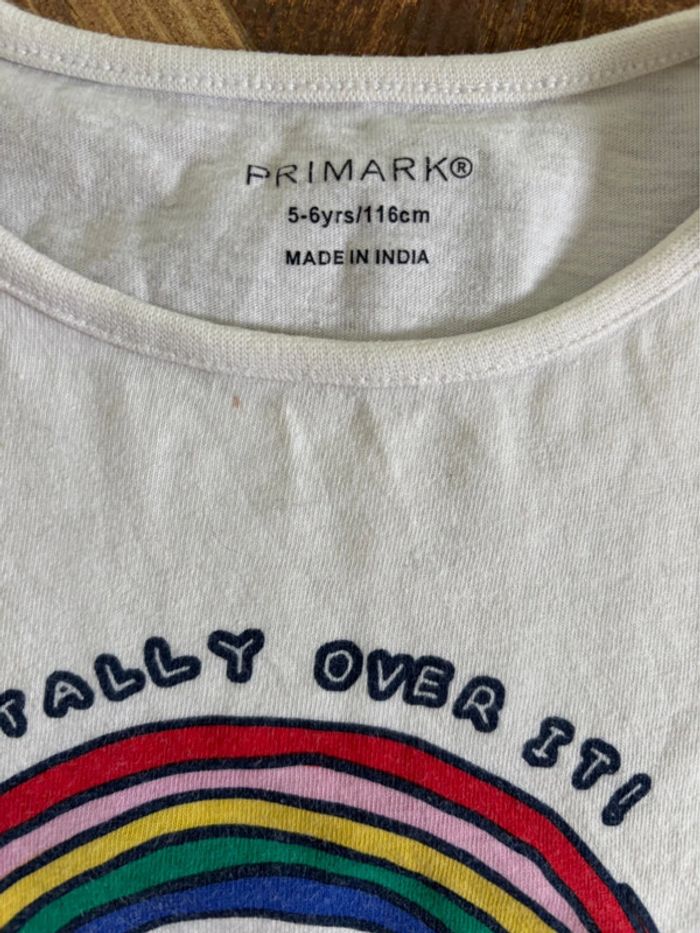 PRIMARK®
5-6yrs/116cm
MADE IN INDIA
TALLY OVER IT!